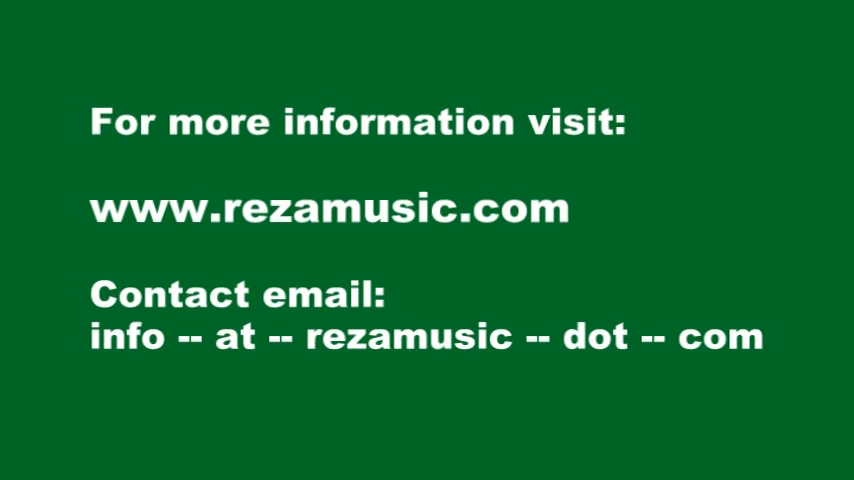 For more information visit:
www.rezamusic.com
Contact email:
info -- at -- rezamusic -- dot -- com